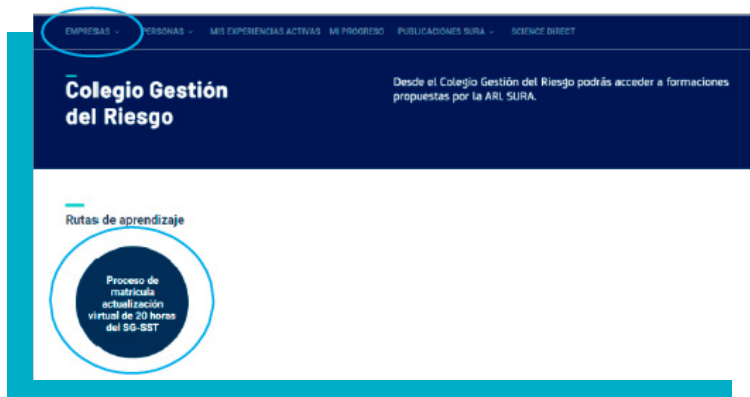 EMPRESAS PERSONAS MIS EXPERIENCIAS ACTIVAS MI PROGRESO PUBLICACIONES SURA SCIENCE DIRECT
Colegio Gestión
del Riesgo
Desde el Colegio Gestión del Riesgo podrás acceder a formaciones
propuestas por la ARL SURA.
Rutas de aprendizaje
Proceso de
matrícula
actualización
virtual de 20 horas
del SG-SST